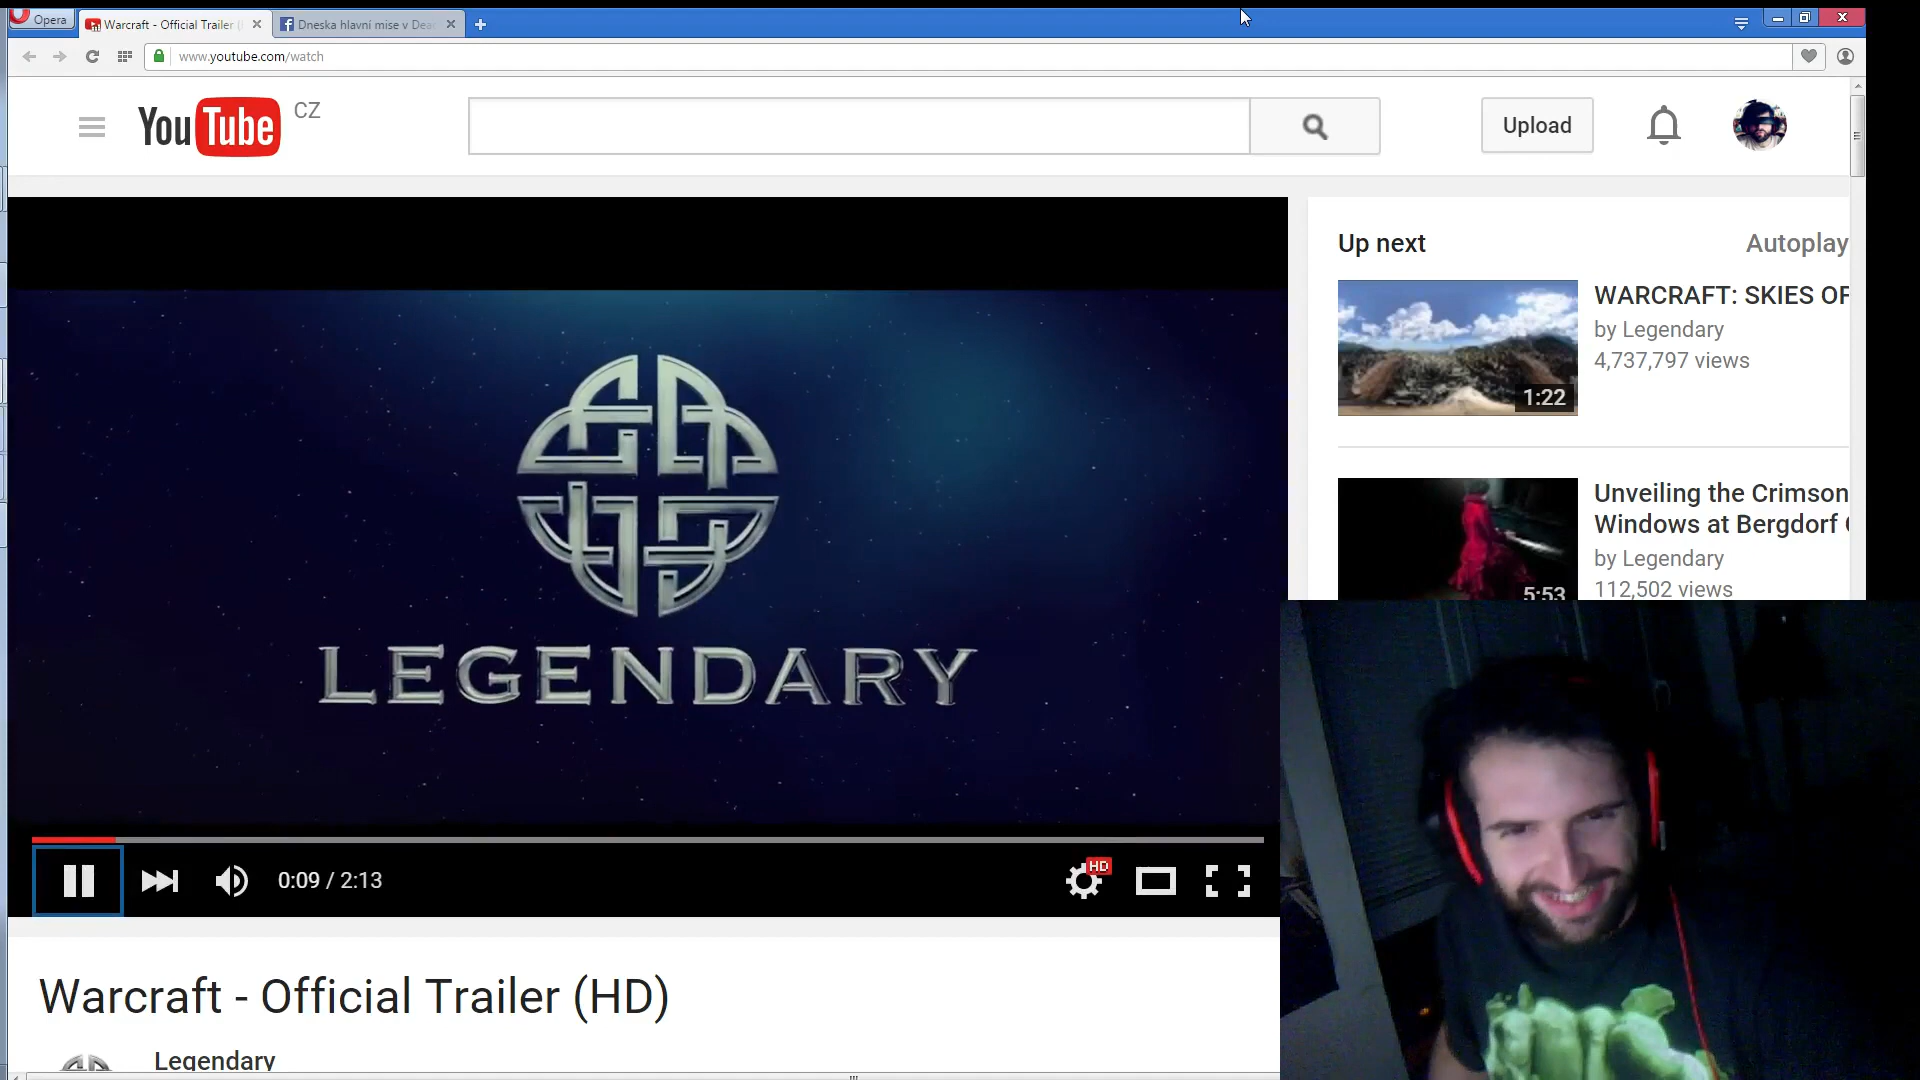 Opera
Warcraft - Official Trailer (
Dneska hlavní mise v Dea
www.youtube.com/watch
YouTube CZ
Upload
Up next
Autoplay
WARCRAFT: SKIES OF
by Legendary
4,737,797 views
1:22
Unveiling the Crimson
Windows at Bergdorf
by Legendary
112,502 views
5:53
LEGENDARY
0:09 / 2:13
HD
Warcraft - Official Trailer (HD)
Legendary